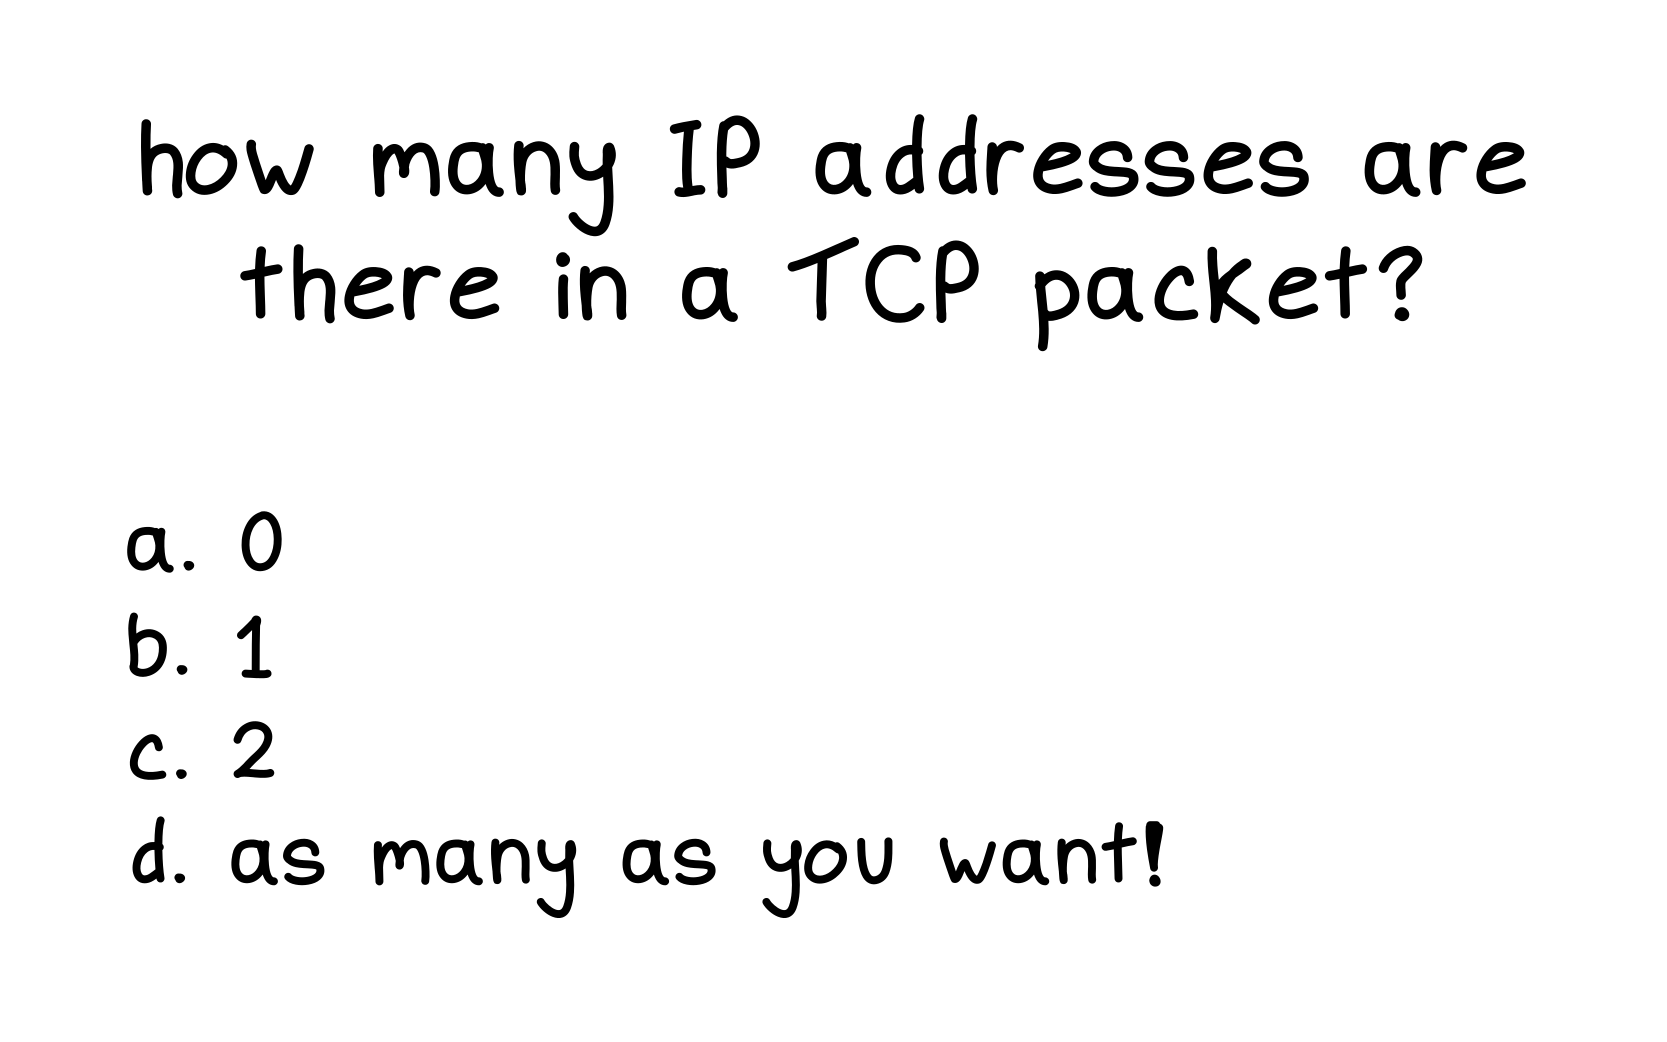 how many IP addresses are
there in a TCP packet?
a. 0
b. 1
c. 2
d. as many as you want!